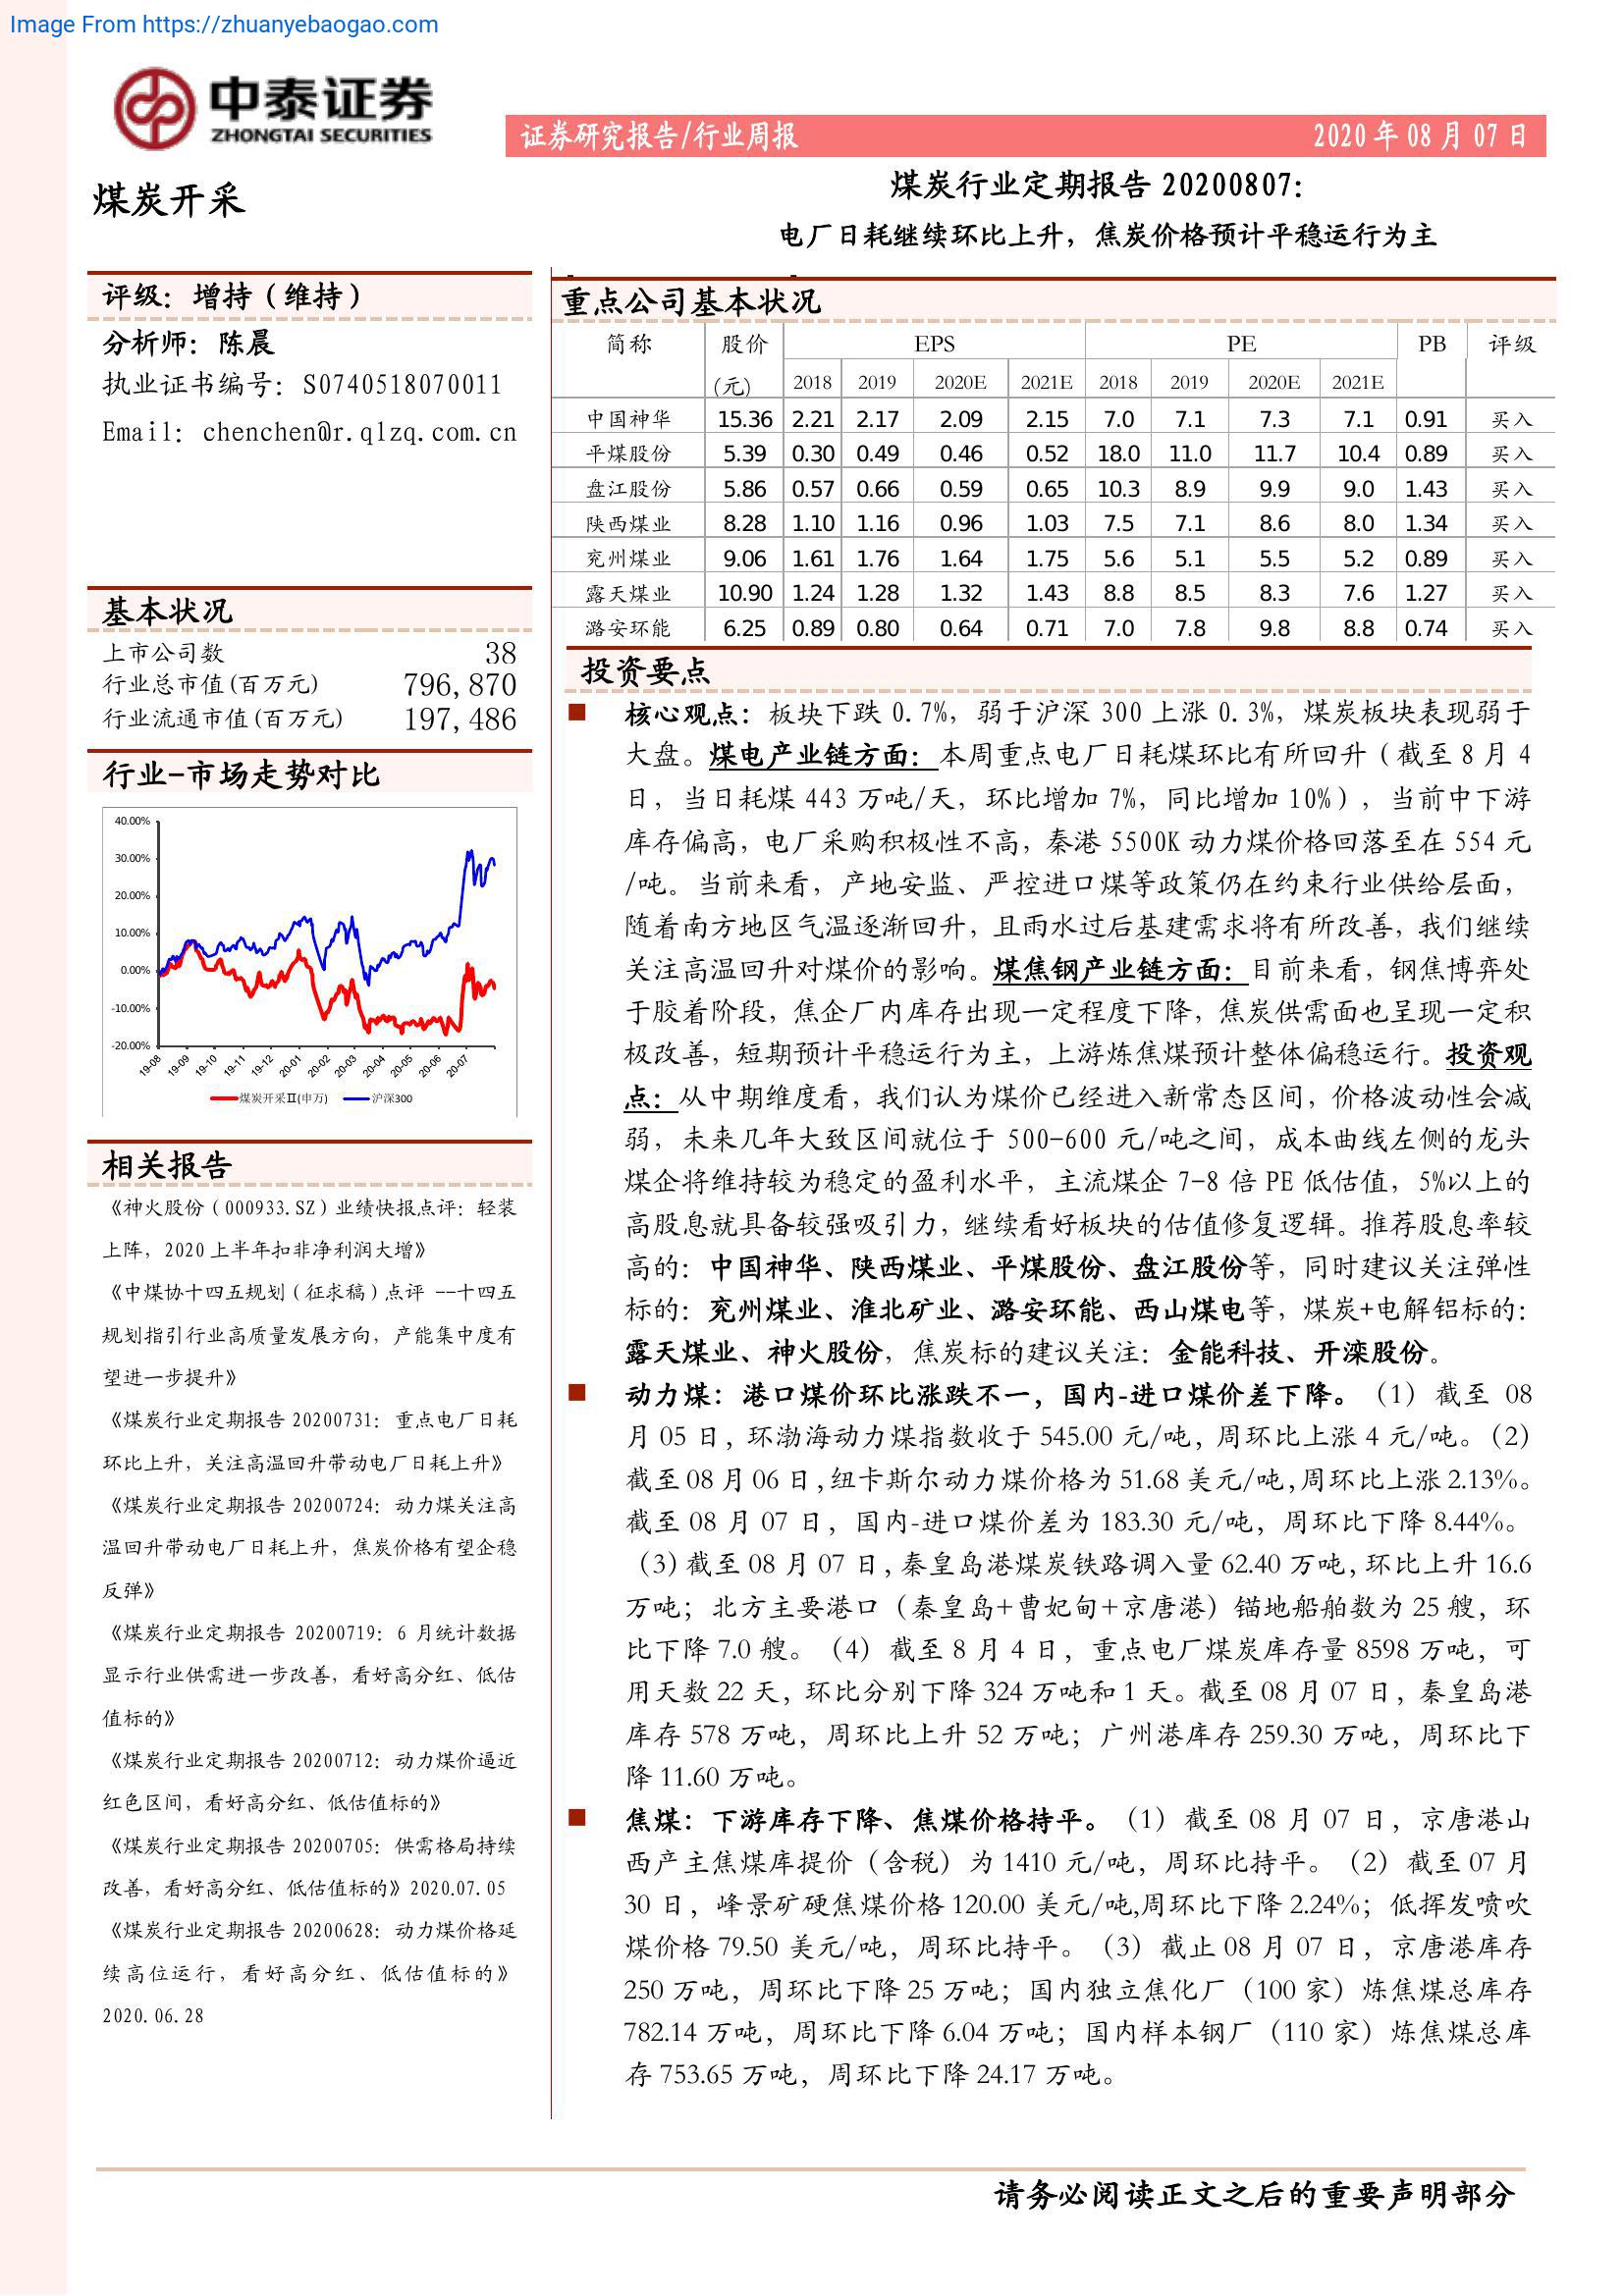 Image From https://zhuanyebaogao.com
中泰证券
ZHONGTAI SECURITIES
证券研究报告/行业周报 2020 年 08 月 07 日
煤炭开采
煤炭行业定期报告 20200807:
电厂日耗继续环比上升，焦炭价格预计平稳运行为主
评级：增持（维持）
分析师：陈晨
执业证书编号：S0740518070011
Email：chenchen@r.qlzq.com.cn
基本状况
上市公司数 38
行业总市值(百万元) 796,870
行业流通市值(百万元) 197,486
行业-市场走势对比
40.00%
30.00%
20.00%
10.00%
0.00%
-10.00%
-20.00%
19-08 19-09 19-10 19-11 19-12 20-01 20-02 20-03 20-04 20-05 20-06 20-07
煤炭开采II(申万) 沪深300
相关报告
《神火股份（000933.SZ）业绩快报点评：轻装
上阵，2020 上半年扣非净利润大增》
《中煤协十四五规划（征求稿）点评 --十四五
规划指引行业高质量发展方向，产能集中度有
望进一步提升》
《煤炭行业定期报告 20200731：重点电厂日耗
环比上升，关注高温回升带动电厂日耗上升》
《煤炭行业定期报告 20200724：动力煤关注高
温回升带动电厂日耗上升，焦炭价格有望企稳
反弹》
《煤炭行业定期报告 20200719：6 月统计数据
显示行业供需进一步改善，看好高分红、低估
值标的》
《煤炭行业定期报告 20200712：动力煤价逼近
红色区间，看好高分红、低估值标的》
《煤炭行业定期报告 20200705：供需格局持续
改善，看好高分红、低估值标的》2020.07.05
《煤炭行业定期报告 20200628：动力煤价格延
续高位运行，看好高分红、低估值标的》
2020.06.28
重点公司基本状况
简称 股价 EPS PE PB 评级
(元) 2018 2019 2020E 2021E 2018 2019 2020E 2021E
中国神华 15.36 2.21 2.17 2.09 2.15 7.0 7.1 7.3 7.1 0.91 买入
平煤股份 5.39 0.30 0.49 0.46 0.52 18.0 11.0 11.7 10.4 0.89 买入
盘江股份 5.86 0.57 0.66 0.59 0.65 10.3 8.9 9.9 9.0 1.43 买入
陕西煤业 8.28 1.10 1.16 0.96 1.03 7.5 7.1 8.6 8.0 1.34 买入
兖州煤业 9.06 1.61 1.76 1.64 1.75 5.6 5.1 5.5 5.2 0.89 买入
露天煤业 10.90 1.24 1.28 1.32 1.43 8.8 8.5 8.3 7.6 1.27 买入
潞安环能 6.25 0.89 0.80 0.64 0.71 7.0 7.8 9.8 8.8 0.74 买入
投资要点
核心观点：板块下跌 0.7%，弱于沪深 300 上涨 0.3%，煤炭板块表现弱于
大盘。煤电产业链方面：本周重点电厂日耗煤环比有所回升（截至 8 月 4
日，当日耗煤 443 万吨/天，环比增加 7%，同比增加 10%），当前中下游
库存偏高，电厂采购积极性不高，秦港 5500K 动力煤价格回落至在 554 元
/吨。当前来看，产地安监、严控进口煤等政策仍在约束行业供给层面，
随着南方地区气温逐渐回升，且雨水过后基建需求将有所改善，我们继续
关注高温回升对煤价的影响。煤焦钢产业链方面：目前来看，钢焦博弈处
于胶着阶段，焦企厂内库存出现一定程度下降，焦炭供需面也呈现一定积
极改善，短期预计平稳运行为主，上游炼焦煤预计整体偏稳运行。投资观
点：从中期维度看，我们认为煤价已经进入新常态区间，价格波动性会减
弱，未来几年大致区间就位于 500-600 元/吨之间，成本曲线左侧的龙头
煤企将维持较为稳定的盈利水平，主流煤企 7-8 倍 PE 低估值，5%以上的
高股息就具备较强吸引力，继续看好板块的估值修复逻辑。推荐股息率较
高的：中国神华、陕西煤业、平煤股份、盘江股份等，同时建议关注弹性
标的：兖州煤业、淮北矿业、潞安环能、西山煤电等，煤炭+电解铝标的：
露天煤业、神火股份，焦炭标的建议关注：金能科技、开滦股份。
动力煤：港口煤价环比涨跌不一，国内-进口煤价差下降。（1）截至 08
月 05 日，环渤海动力煤指数收于 545.00 元/吨，周环比上涨 4 元/吨。（2）
截至 08 月 06 日，纽卡斯尔动力煤价格为 51.68 美元/吨，周环比上涨 2.13%。
截至 08 月 07 日，国内-进口煤价差为 183.30 元/吨，周环比下降 8.44%。
（3）截至 08 月 07 日，秦皇岛港煤炭铁路调入量 62.40 万吨，环比上升 16.6
万吨；北方主要港口（秦皇岛+曹妃甸+京唐港）锚地船舶数为 25 艘，环
比下降 7.0 艘。（4）截至 8 月 4 日，重点电厂煤炭库存量 8598 万吨，可
用天数 22 天，环比分别下降 324 万吨和 1 天。截至 08 月 07 日，秦皇岛港
库存 578 万吨，周环比上升 52 万吨；广州港库存 259.30 万吨，周环比下
降 11.60 万吨。
焦煤：下游库存下降、焦煤价格持平。（1）截至 08 月 07 日，京唐港山
西产主焦煤库提价（含税）为 1410 元/吨，周环比持平。（2）截至 07 月
30 日，峰景矿硬焦煤价格 120.00 美元/吨,周环比下降 2.24%；低挥发喷吹
煤价格 79.50 美元/吨，周环比持平。（3）截止 08 月 07 日，京唐港库存
250 万吨，周环比下降 25 万吨；国内独立焦化厂（100 家）炼焦煤总库存
782.14 万吨，周环比下降 6.04 万吨；国内样本钢厂（110 家）炼焦煤总库
存 753.65 万吨，周环比下降 24.17 万吨。
请务必阅读正文之后的重要声明部分